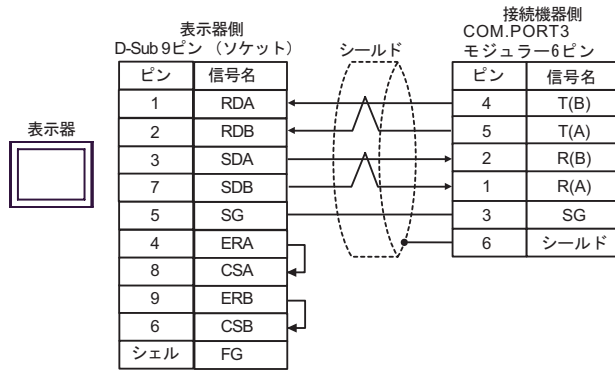 表示器側
D-Sub 9ピン （ソケット）
シールド
接続機器側
COM.PORT3
モジュラー6ピン
表示器
ピン 信号名
1 RDA
2 RDB
3 SDA
7 SDB
5 SG
4 ERA
8 CSA
9 ERB
6 CSB
シェル FG
ピン 信号名
4 T(B)
5 T(A)
2 R(B)
1 R(A)
3 SG
6 シールド